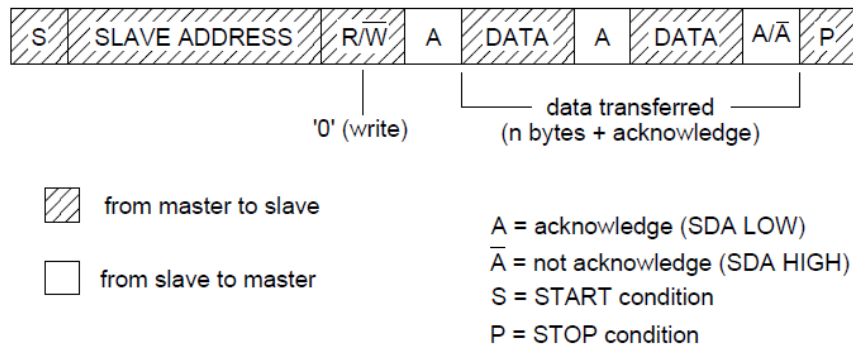 S SLAVE ADDRESS R/W̅ A DATA A DATA A/A̅ P
data transferred
'0' (write) (n bytes + acknowledge)
from master to slave
from slave to master
A = acknowledge (SDA LOW)
A̅ = not acknowledge (SDA HIGH)
S = START condition
P = STOP condition